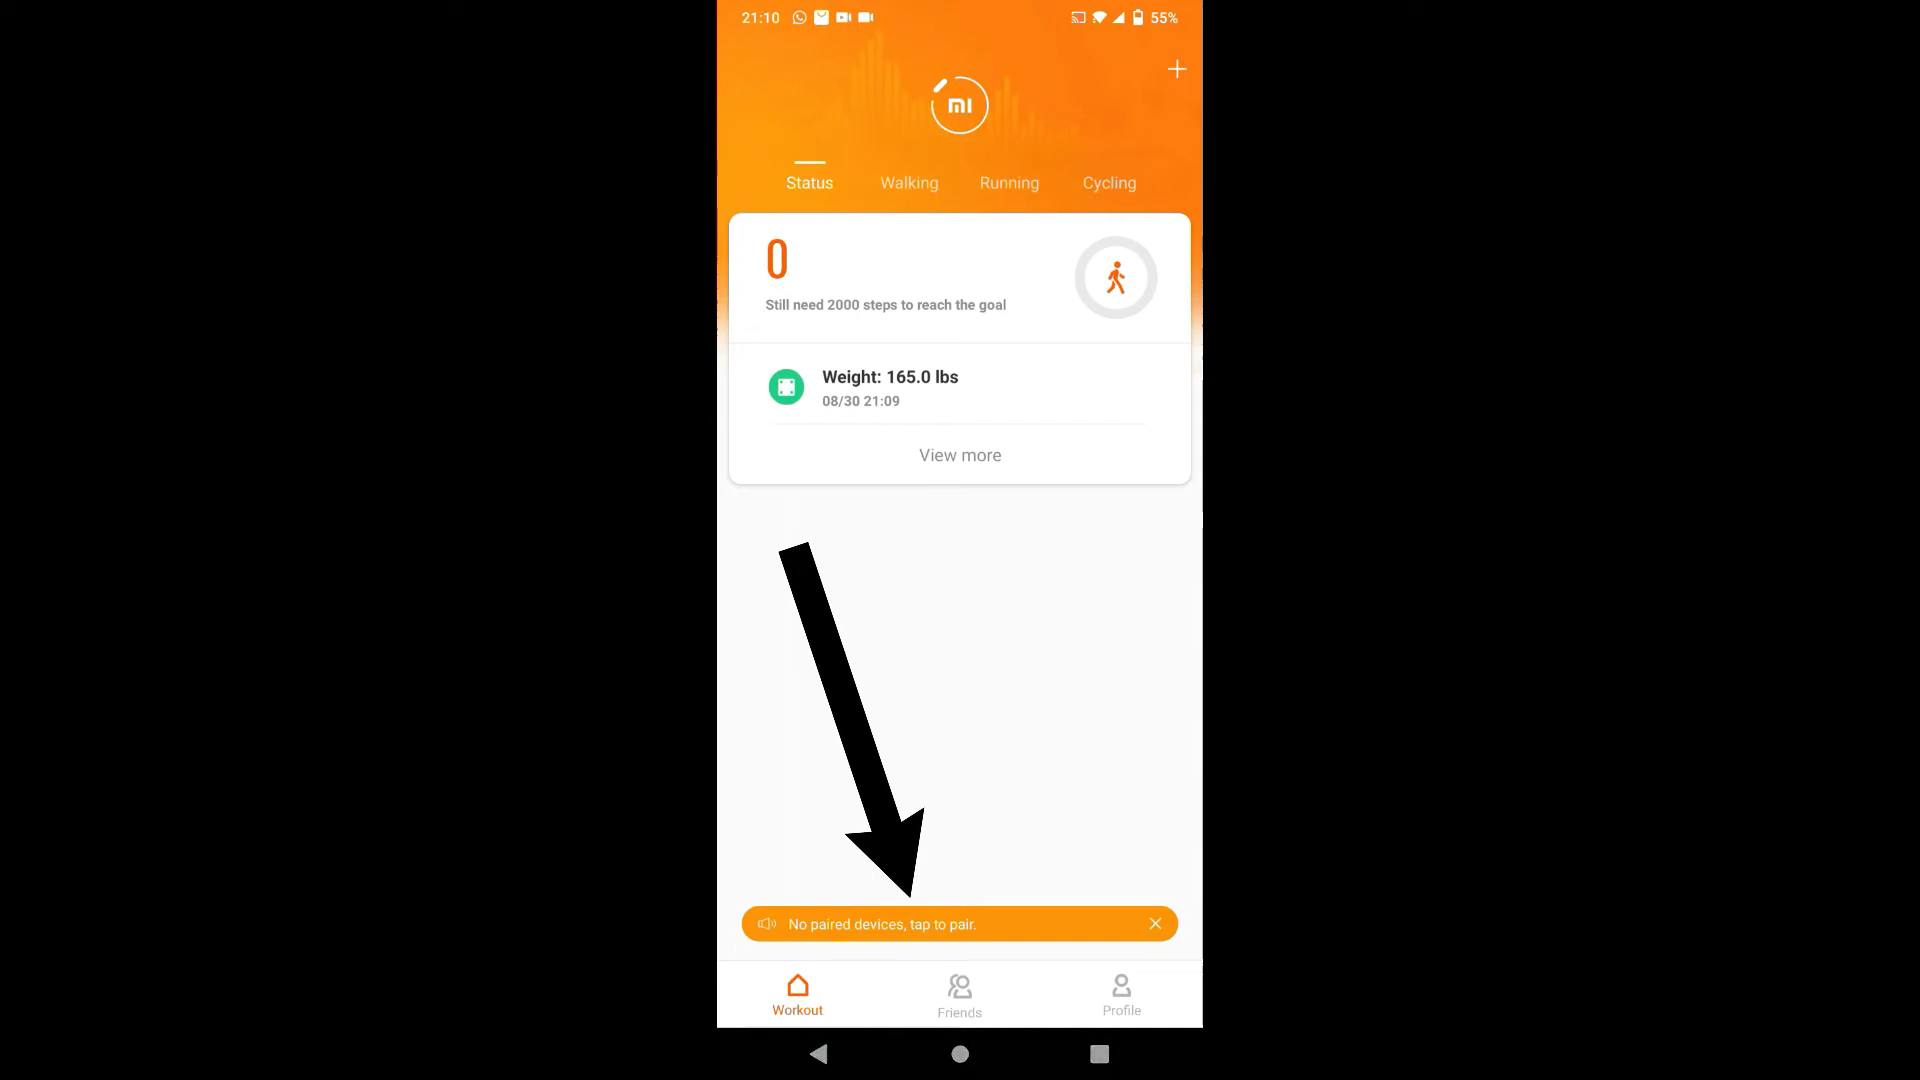 21:10
55%
mi
Status Walking Running Cycling
0
Still need 2000 steps to reach the goal
Weight: 165.0 lbs
08/30 21:09
View more
No paired devices, tap to pair.
Workout Friends Profile